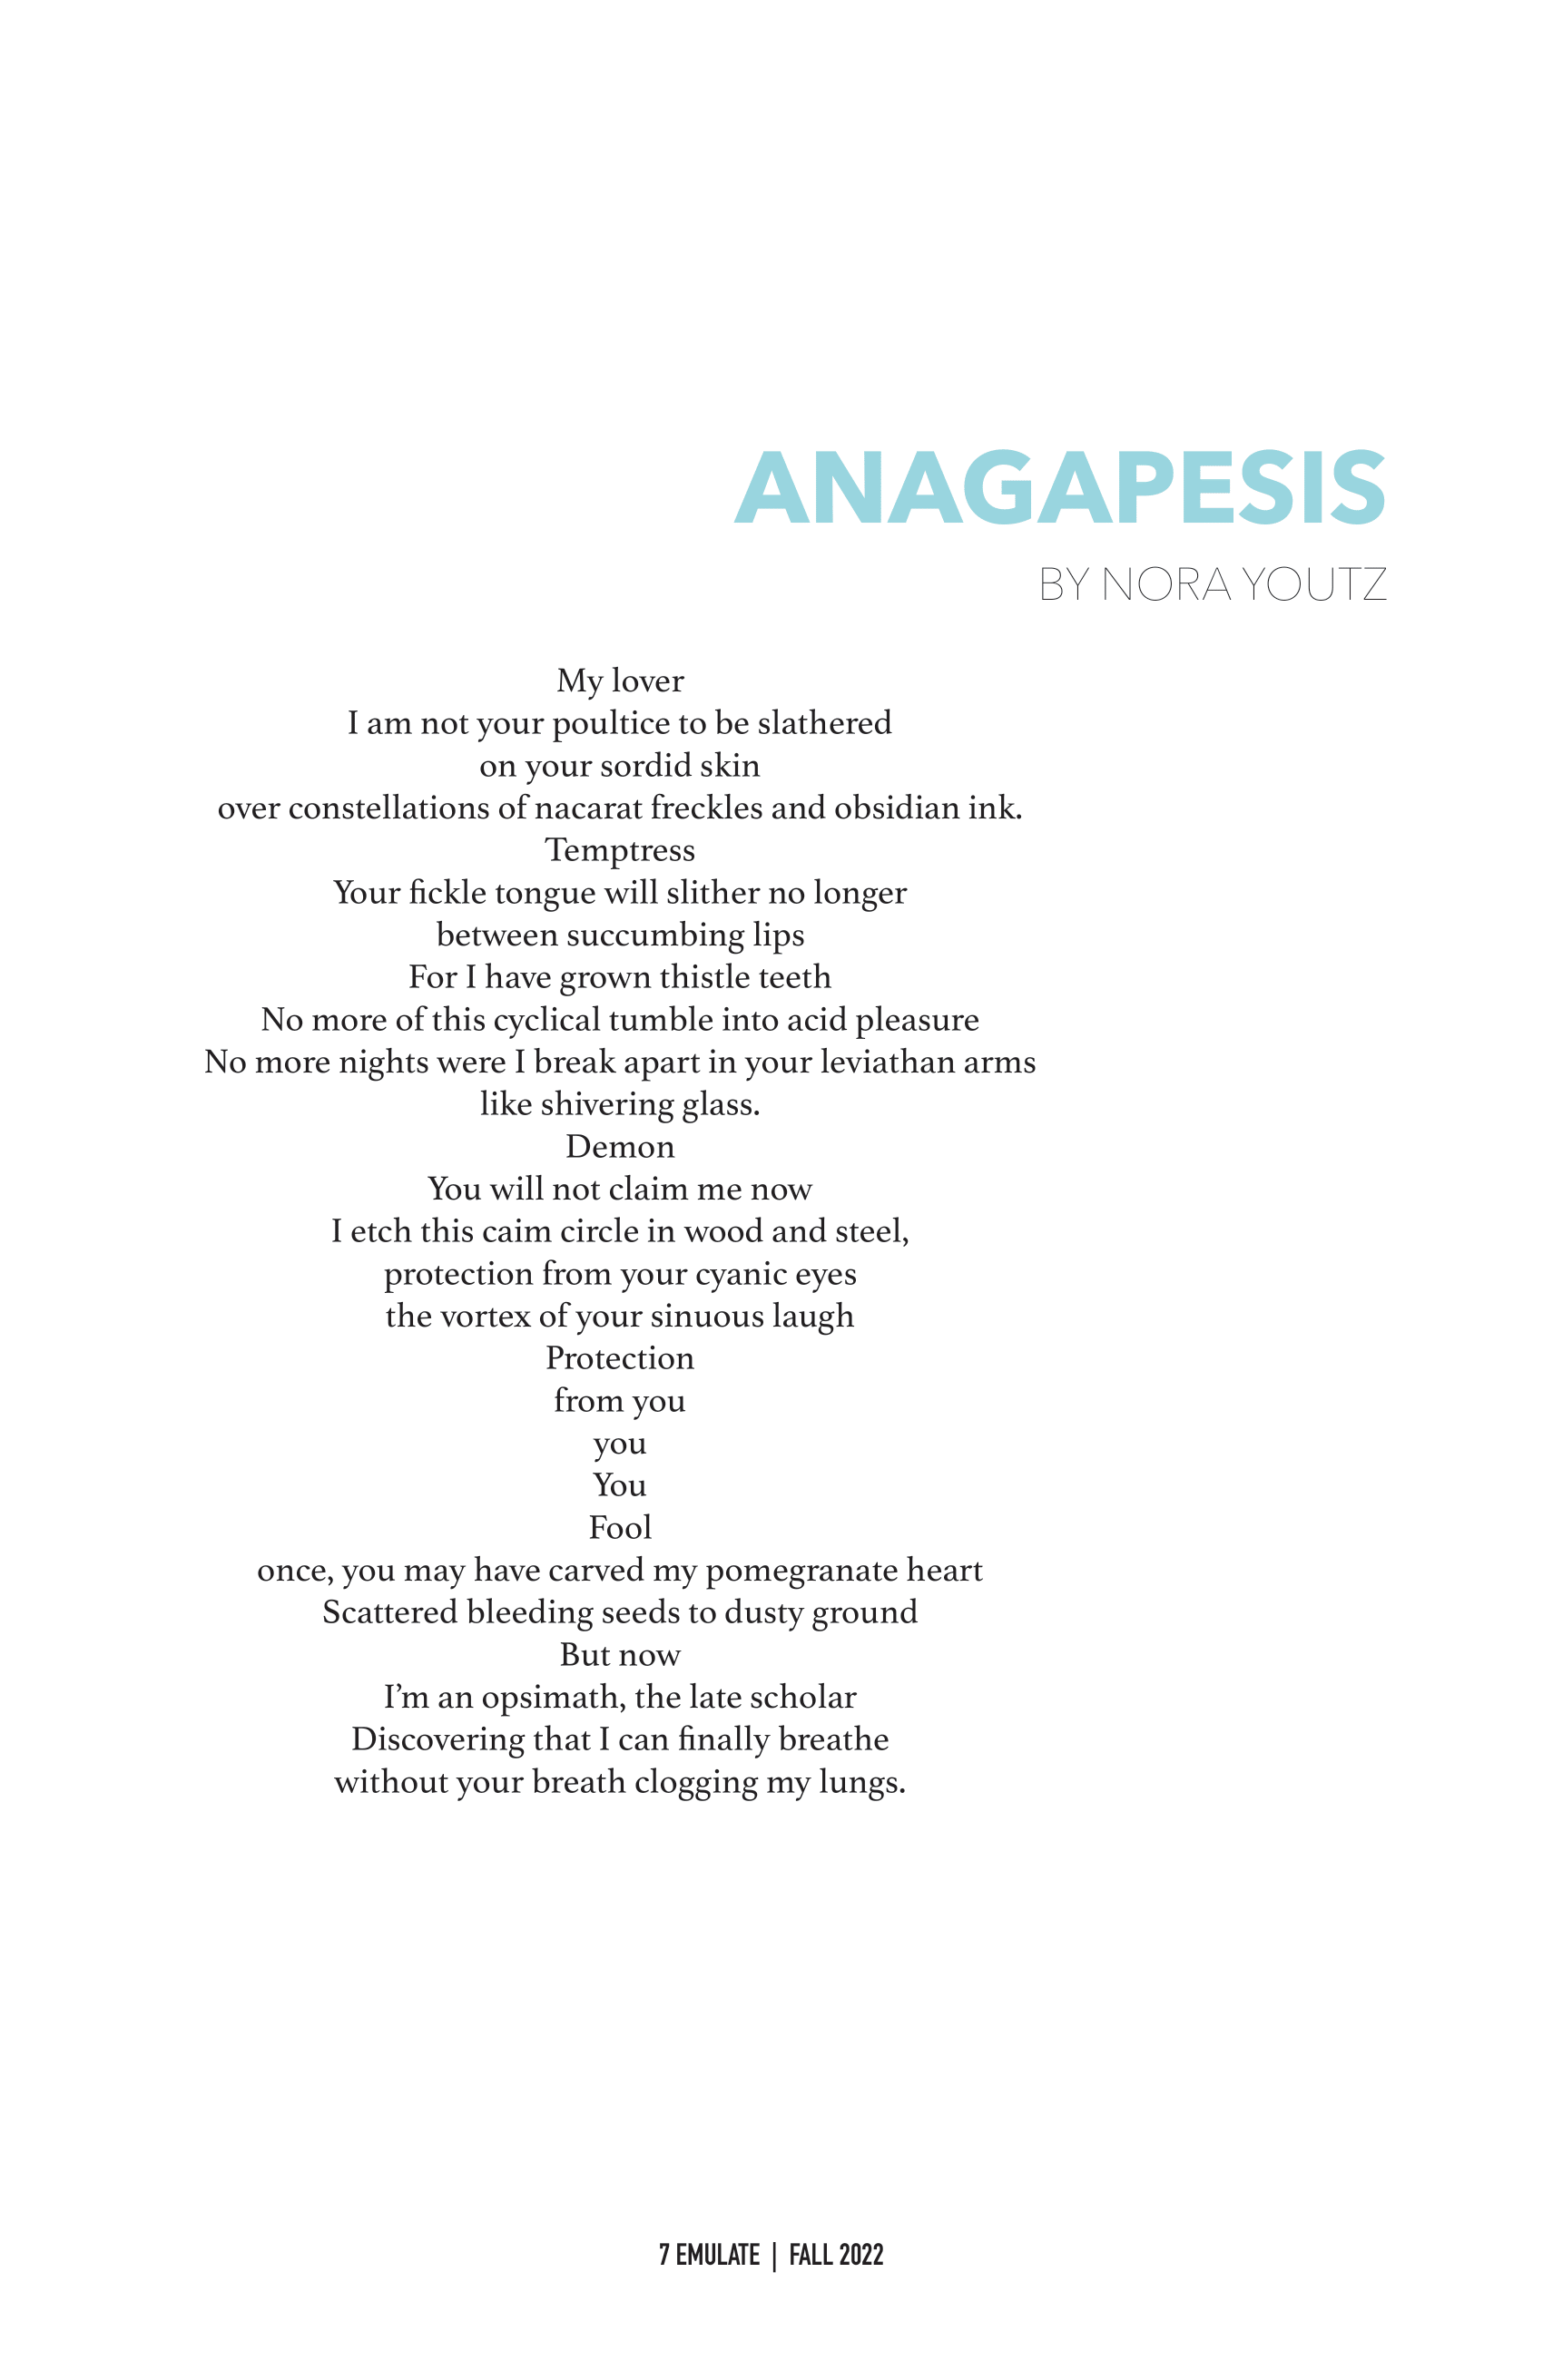 ANAGAPESIS
BY NORA YOUTZ
My lover
I am not your poultice to be slathered
on your sordid skin
over constellations of nacarat freckles and obsidian ink.
Temptress
Your fickle tongue will slither no longer
between succumbing lips
For I have grown thistle teeth
No more of this cyclical tumble into acid pleasure
No more nights were I break apart in your leviathan arms
like shivering glass.
Demon
You will not claim me now
I etch this caim circle in wood and steel,
protection from your cyanic eyes
the vortex of your sinuous laugh
Protection
from you
you
You
Fool
once, you may have carved my pomegranate heart
Scattered bleeding seeds to dusty ground
But now
I’m an opsimath, the late scholar
Discovering that I can finally breathe
without your breath clogging my lungs.
7 EMULATE | FALL 2022